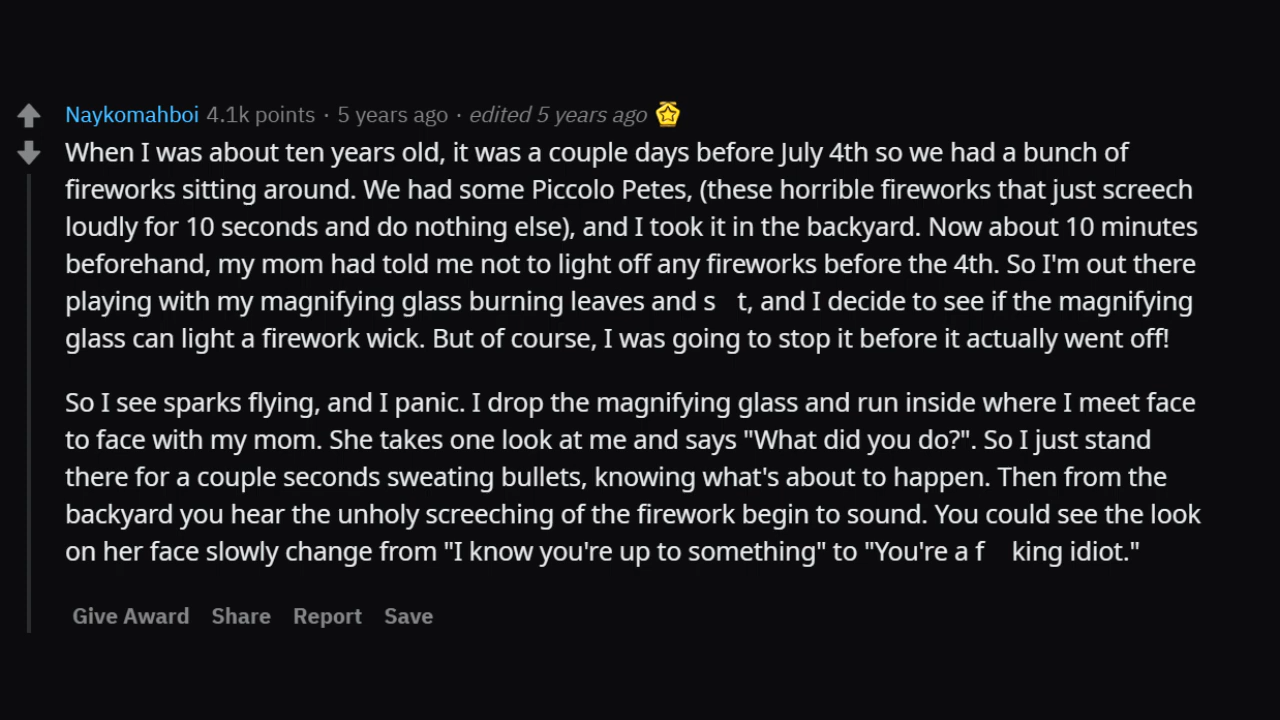 Naykomahboi 4.1k points · 5 years ago · edited 5 years ago
When I was about ten years old, it was a couple days before July 4th so we had a bunch of
fireworks sitting around. We had some Piccolo Petes, (these horrible fireworks that just screech
loudly for 10 seconds and do nothing else), and I took it in the backyard. Now about 10 minutes
beforehand, my mom had told me not to light off any fireworks before the 4th. So I'm out there
playing with my magnifying glass burning leaves and s t, and I decide to see if the magnifying
glass can light a firework wick. But of course, I was going to stop it before it actually went off!
So I see sparks flying, and I panic. I drop the magnifying glass and run inside where I meet face
to face with my mom. She takes one look at me and says "What did you do?". So I just stand
there for a couple seconds sweating bullets, knowing what's about to happen. Then from the
backyard you hear the unholy screeching of the firework begin to sound. You could see the look
on her face slowly change from "I know you're up to something" to "You're a f king idiot."
Give Award Share Report Save